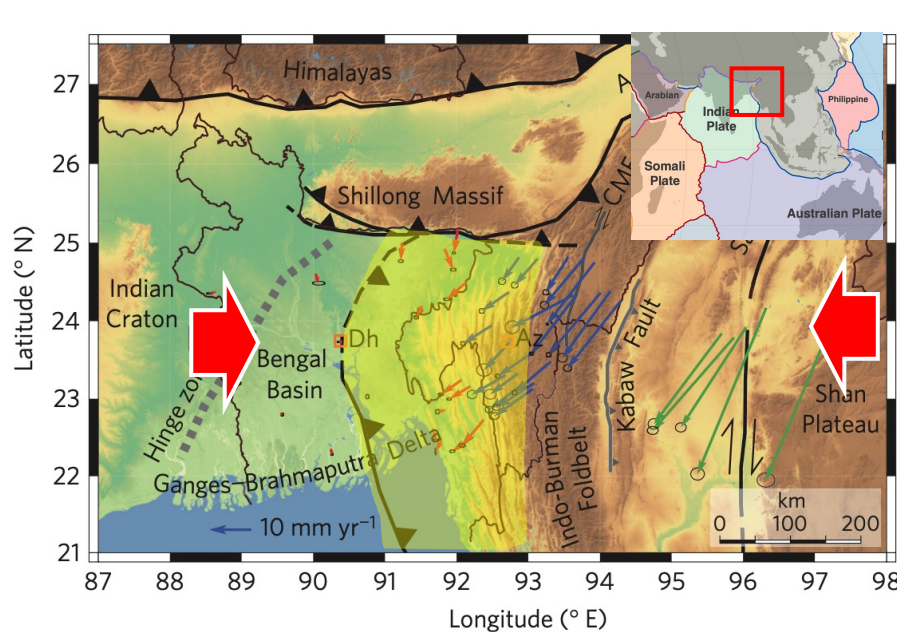 Himalayas
A
Shillong Massif
CMF
Indian
Craton
Dh
Az
Bengal
Basin
Hinge zo
Ganges–Brahmaputra Delta
Indo-Burman
Foldbelt
Kabaw Fault
Shan
Plateau
10 mm yr⁻¹
km
0 100 200
Arabian
Indian
Plate
Somali
Plate
Philippine
Australian Plate
27
26
25
24
23
22
21
Latitude (° N)
87 88 89 90 91 92 93 94 95 96 97 98
Longitude (° E)